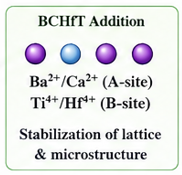 BCHfT Addition
Ba²⁺/Ca²⁺ (A-site)
Ti⁴⁺/Hf⁴⁺ (B-site)
Stabilization of lattice
& microstructure